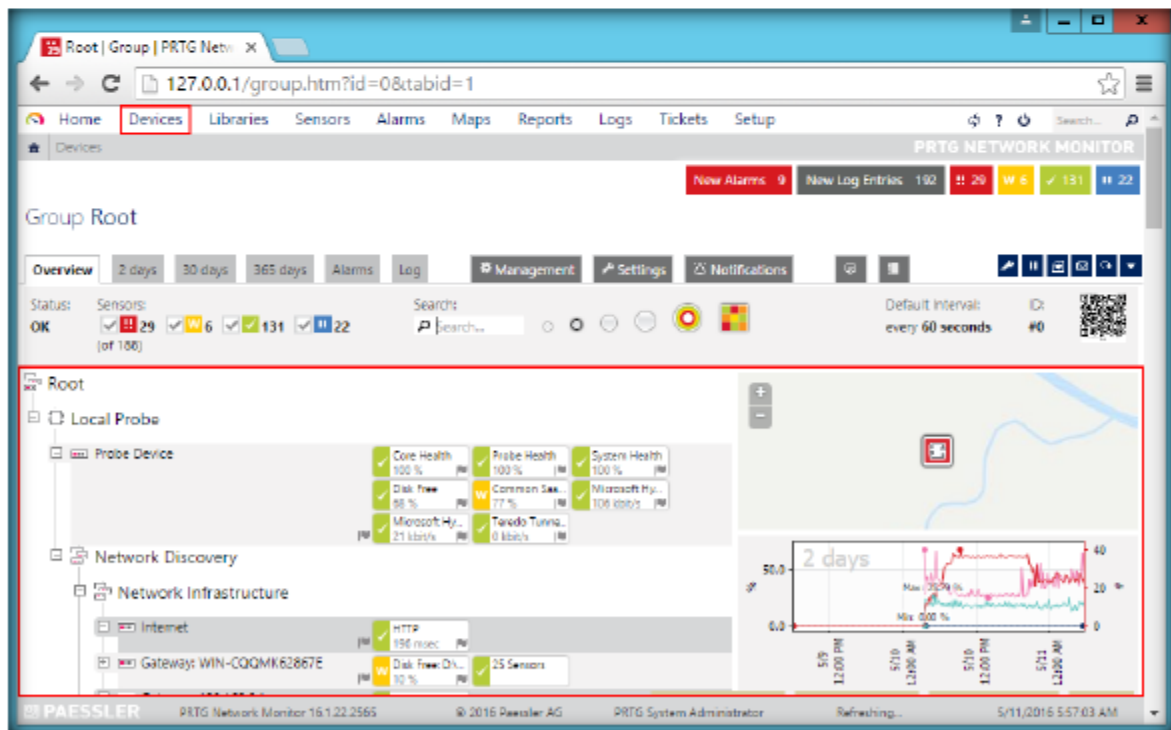 Root | Group | PRTG Netw
127.0.0.1/group.htm?id=0&tabid=1
Home Devices Libraries Sensors Alarms Maps Reports Logs Tickets Setup Search...
Devices PRTG NETWORK MONITOR
New Alarms 9 New Log Entries 192 !! 29 W 6 131 22
Group Root
Overview 2 days 30 days 365 days Alarms Log Management Settings Notifications
Status: Sensors: Search: Default Interval: ID:
OK !! 29 W 6 131 22 Search... every 60 seconds #0
(of 188)
Root
Local Probe
Probe Device
Core Health 100 %
Probe Health 100 %
System Health 100 %
Disk Free 68 %
W Common Saa... 77 %
Microsoft Hy... 106 kbit/s
Microsoft Hy... 21 kbit/s
Teredo Tunne... 0 kbit/s
Network Discovery
Network Infrastructure
Internet
HTTP 196 msec
Gateway: WIN-CQQMK62867E
W Disk Free: 10 %
25 Sensors
2 days
50.0
0.0
%
40
20
0
#
Max: %
Min: 0.00 %
5/9 12:00 PM
5/10 12:00 AM
5/10 12:00 PM
5/11 12:00 AM
PAESSLER PRTG Network Monitor 16.1.22.2565 © 2016 Paessler AG PRTG System Administrator Refreshing... 5/11/2016 5:57:03 AM